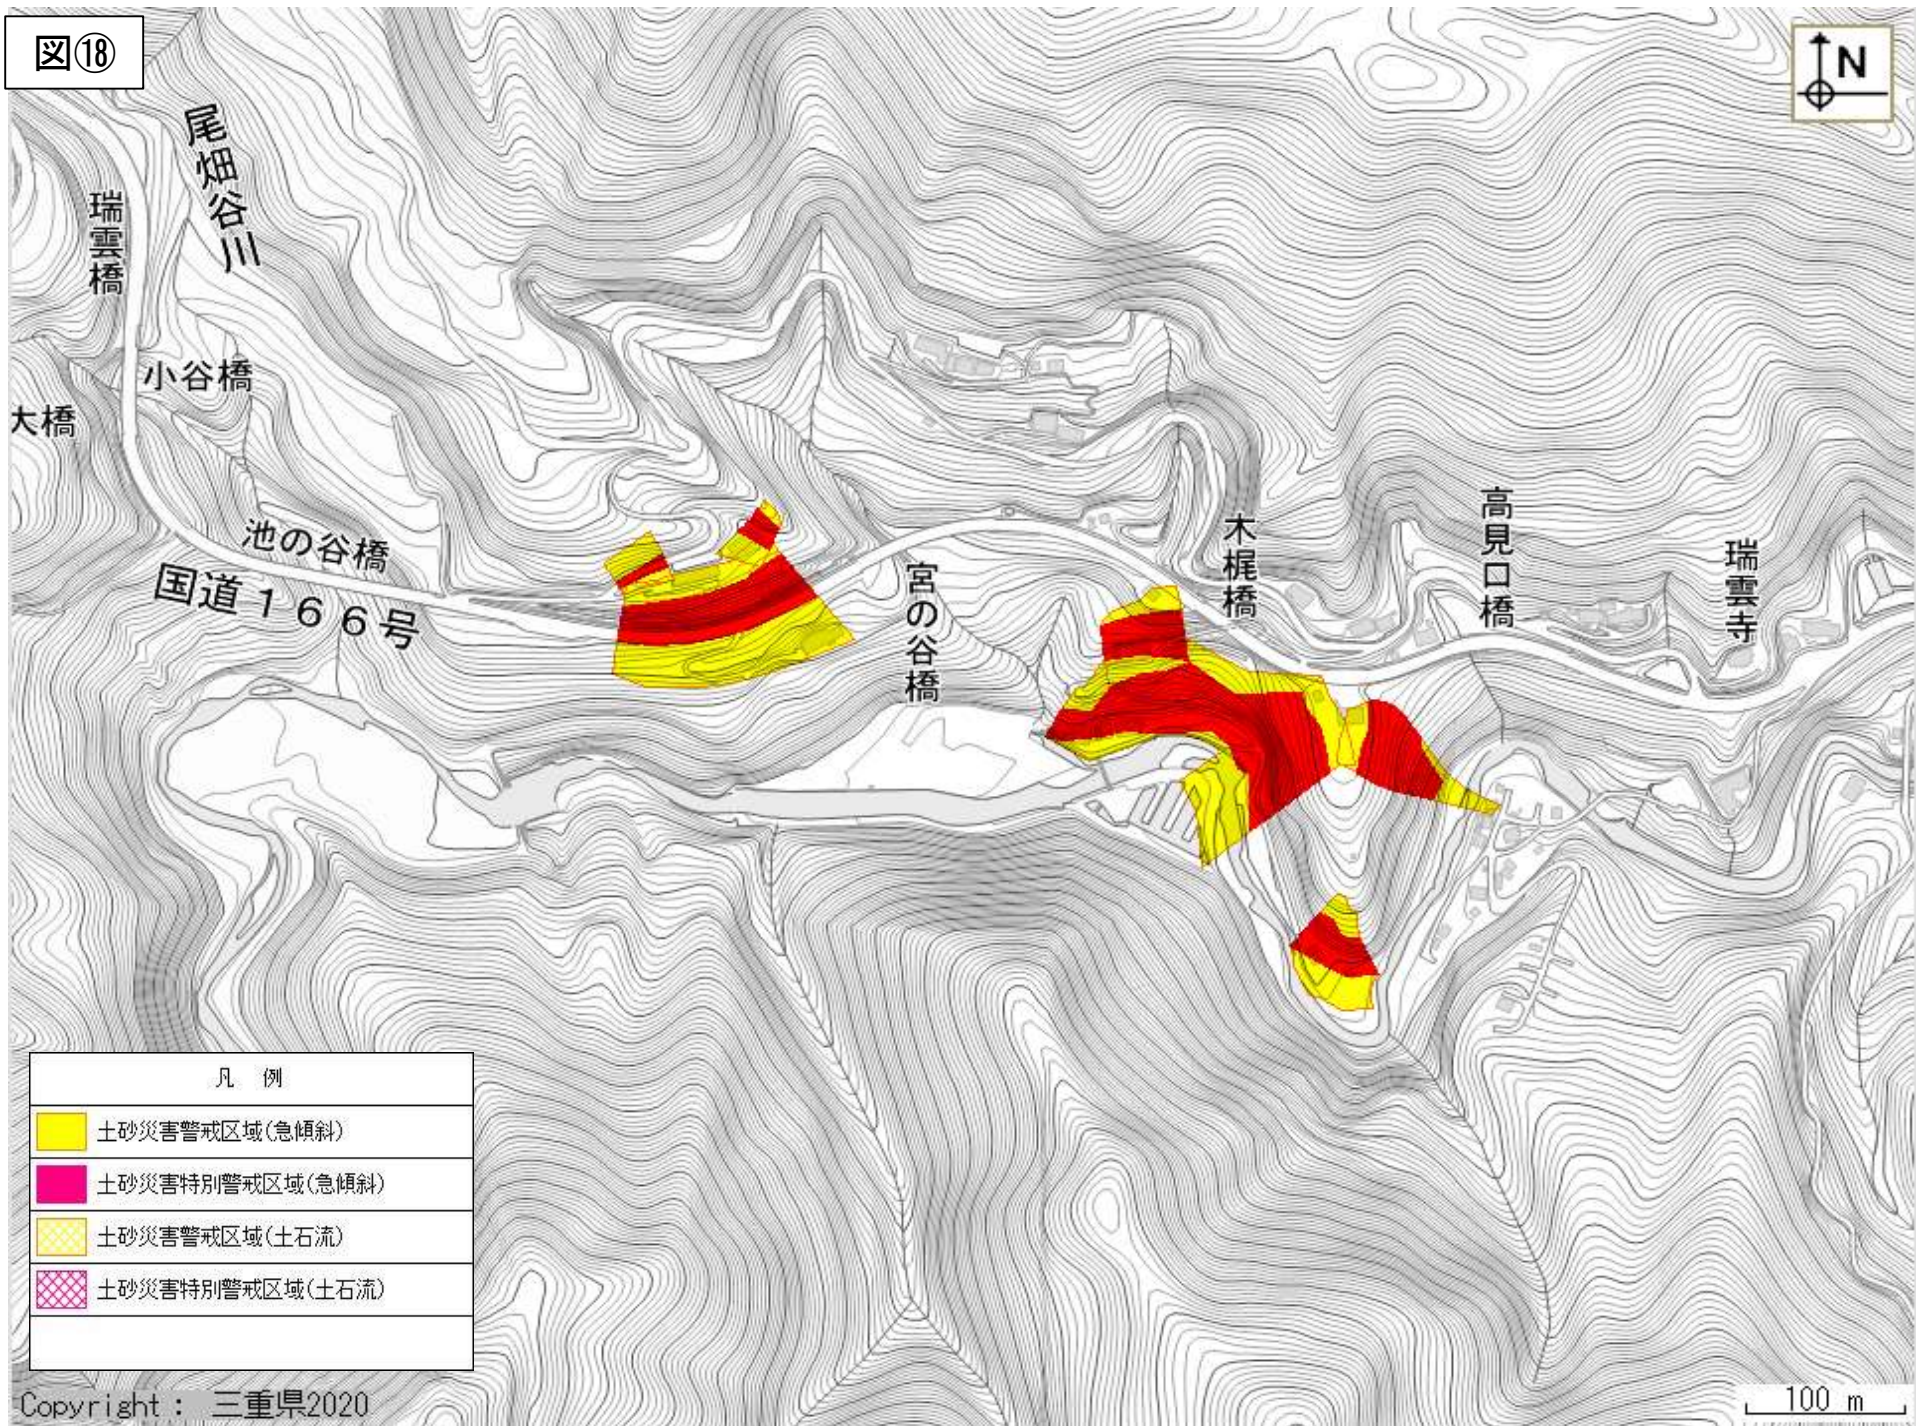 図⑱
N
尾畑谷川
瑞雲橋
小谷橋
大橋
池の谷橋
国道１６６号
宮の谷橋
木梶橋
高見口橋
瑞雲寺
凡 例
土砂災害警戒区域(急傾斜)
土砂災害特別警戒区域(急傾斜)
土砂災害警戒区域(土石流)
土砂災害特別警戒区域(土石流)
Copyright： 三重県2020
100 m